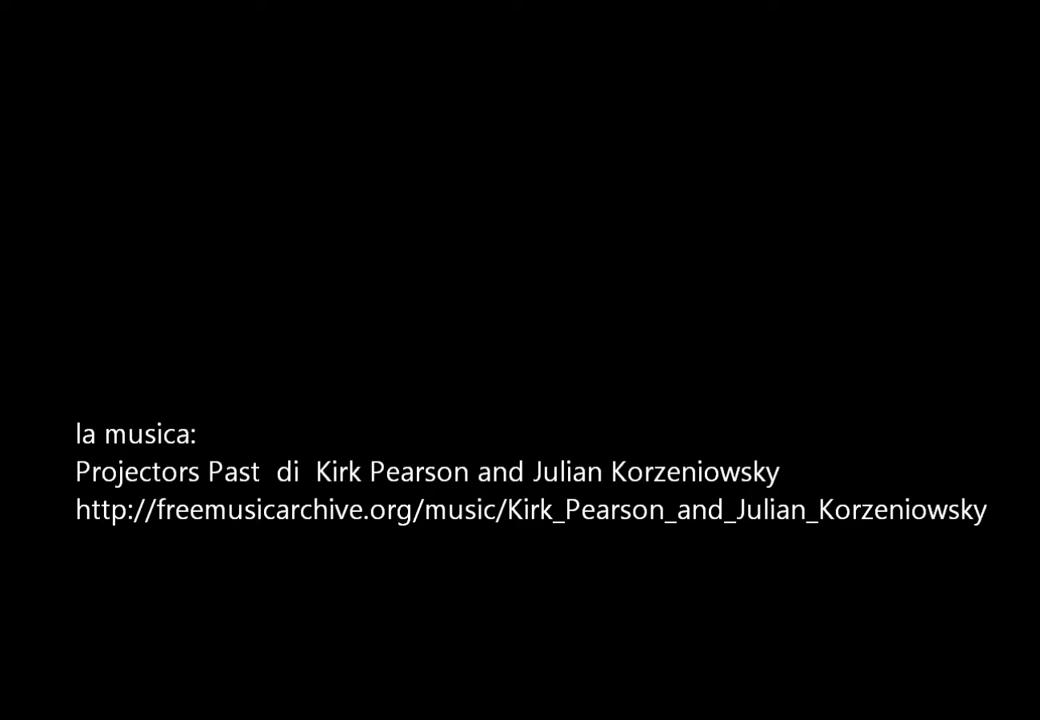 la musica:
Projectors Past  di  Kirk Pearson and Julian Korzeniowsky
http://freemusicarchive.org/music/Kirk_Pearson_and_Julian_Korzeniowsky